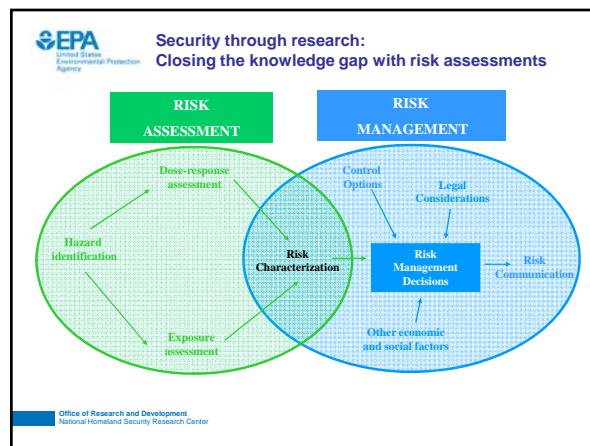 EPA
United States
Environmental Protection
Agency
Security through research:
Closing the knowledge gap with risk assessments
RISK
ASSESSMENT
RISK
MANAGEMENT
Dose-response
assessment
Hazard
identification
Exposure
assessment
Risk
Characterization
Control
Options
Legal
Considerations
Risk
Management
Decisions
Risk
Communication
Other economic
and social factors
Office of Research and Development
National Homeland Security Research Center